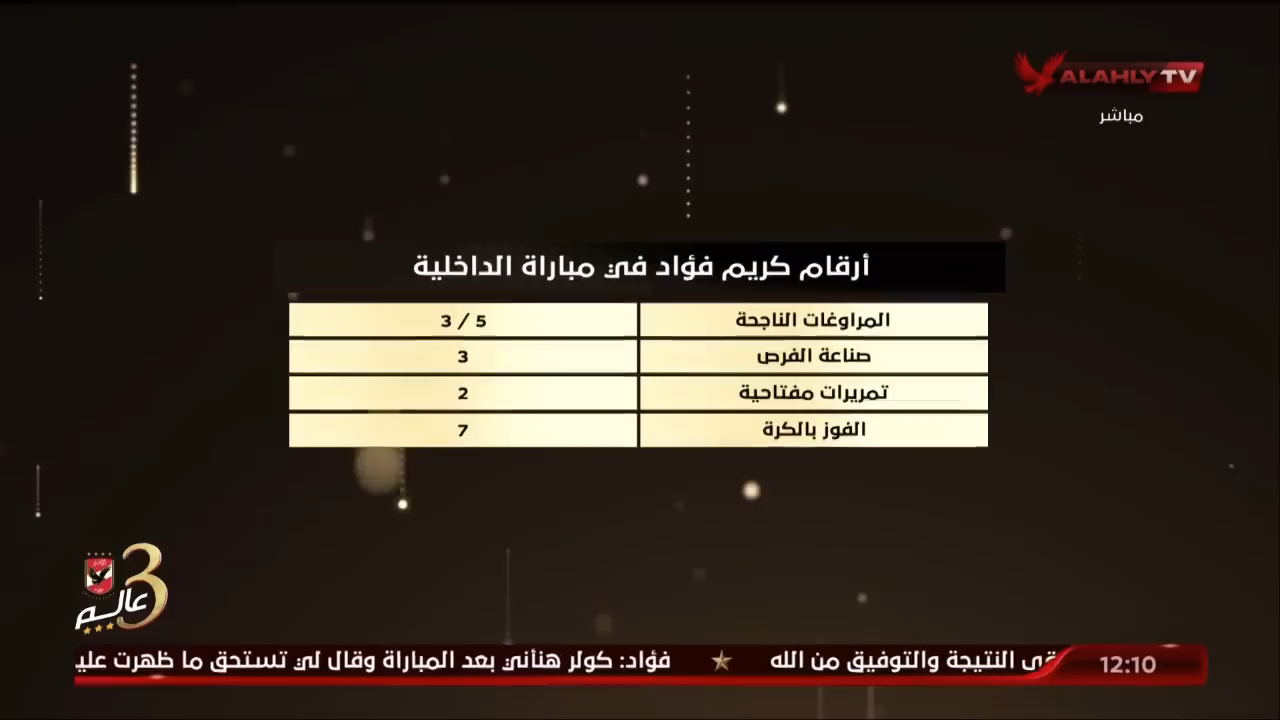 ALAHLY TV
مباشر
أرقام كريم فؤاد في مباراة الداخلية
المراوغات الناجحة 3 / 5
صناعة الفرص 3
تمريرات مفتاحية 2
الفوز بالكرة 7
3 عالم
12:10 النتيجة والتوفيق من الله ★ فؤاد: كولر هنأني بعد المباراة وقال لي تستحق ما ظهرت